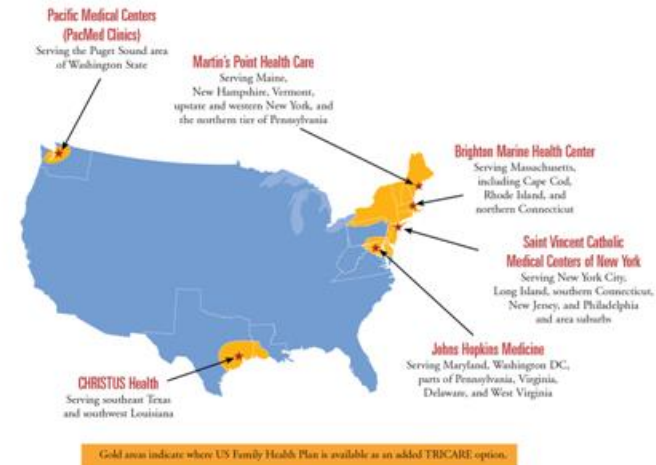 Pacific Medical Centers
(PacMed Clinics)
Serving the Puget Sound area
of Washington State
Martin's Point Health Care
Serving Maine,
New Hampshire, Vermont,
upstate and western New York, and
the northern tier of Pennsylvania
Brighton Marine Health Center
Serving Massachusetts,
including Cape Cod,
Rhode Island, and
northern Connecticut
Saint Vincent Catholic
Medical Centers of New York
Serving New York City,
Long Island, southern Connecticut,
New Jersey, and Philadelphia
and area suburbs
Johns Hopkins Medicine
Serving Maryland, Washington DC,
parts of Pennsylvania, Virginia,
Delaware, and West Virginia
CHRISTUS Health
Serving southeast Texas
and southwest Louisiana
Gold areas indicate where US Family Health Plan is available as an added TRICARE option.